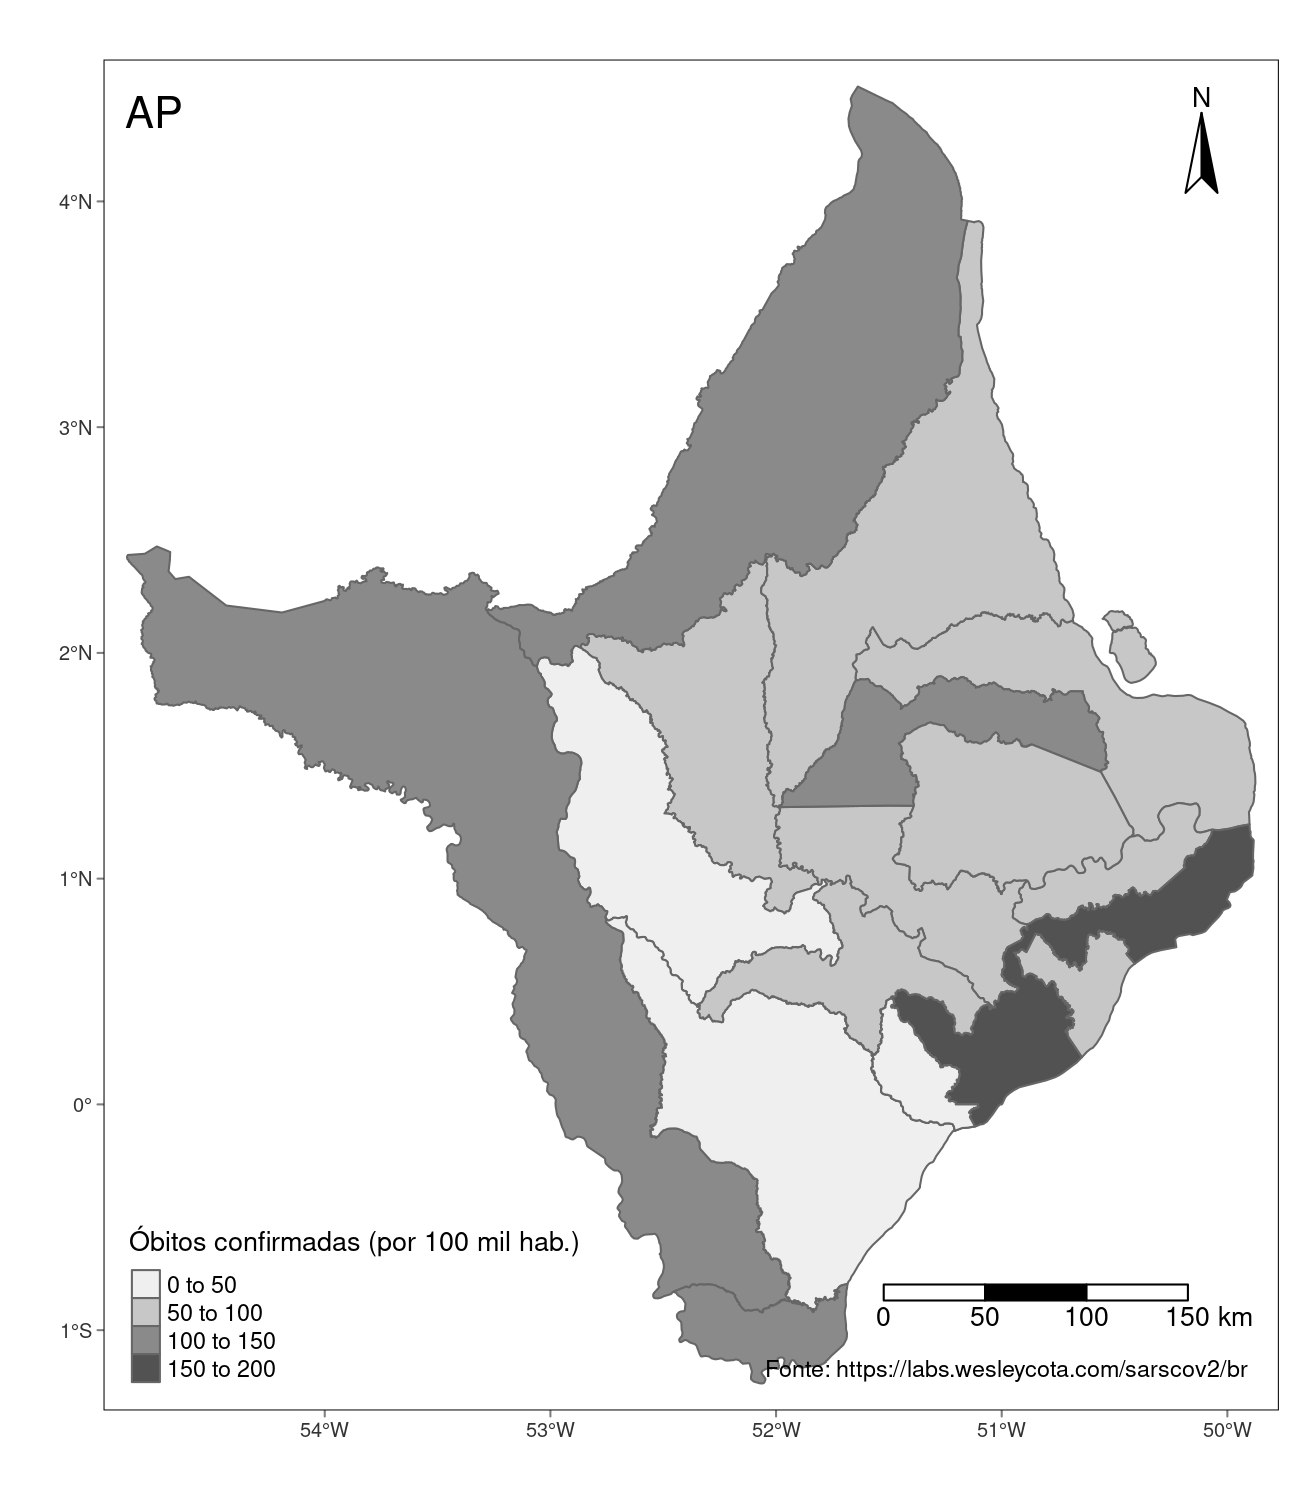 AP
N
4°N
3°N
2°N
1°N
0°
1°S
Óbitos confirmadas (por 100 mil hab.)
0 to 50
50 to 100
100 to 150
150 to 200
0 50 100 150 km
Fonte: https://labs.wesleycota.com/sarscov2/br
54°W 53°W 52°W 51°W 50°W